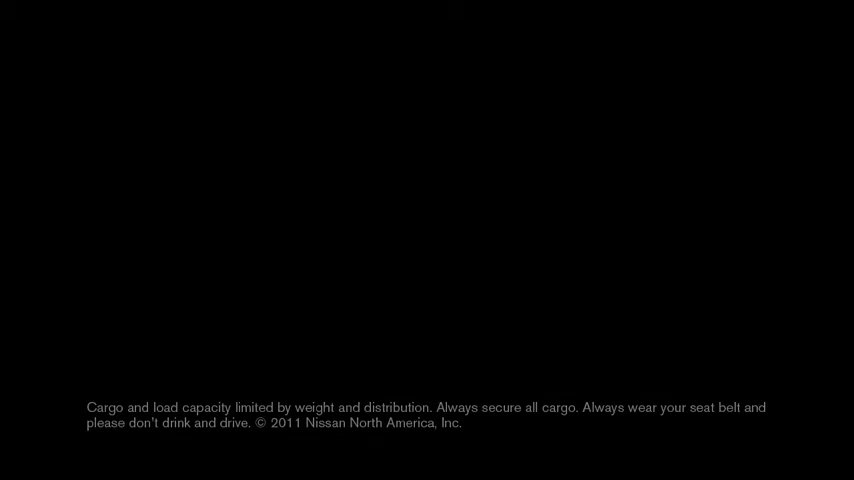 Cargo and load capacity limited by weight and distribution. Always secure all cargo. Always wear your seat belt and
please don't drink and drive. © 2011 Nissan North America, Inc.